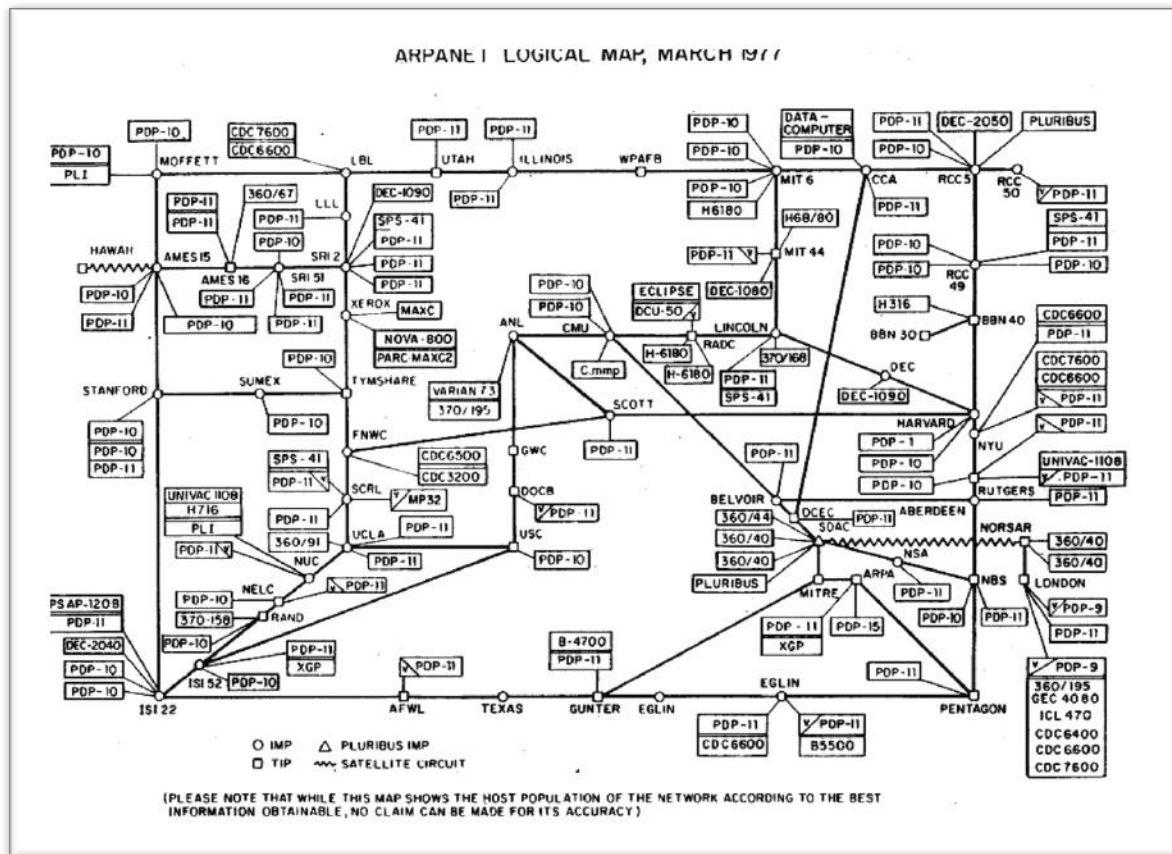 ARPANET LOGICAL MAP, MARCH 1977
PDP-10
CDC7600
CDC6600
PDP-11
PDP-11
PDP-10
PDP-10
DATA-
COMPUTER
PDP-10
PDP-11
PDP-10
DEC-2050
PLURIBUS
PDP-10
PLI
MOFFETT
LBL
UTAH
ILLINOIS
WPAFB
MIT 6
CCA
RCC 5
RCC
50
PDP-11
PDP-11
PDP-11
360/67
LLL
PDP-11
DEC-1090
PDP-11
PDP-10
H6180
PDP-11
SPS-41
PDP-11
PDP-10
HAWAII
AMES15
AMES16
PDP-10
SRI 51
SRI 2
SPS-41
PDP-11
PDP-11
PDP-11
H68/80
PDP-11
MIT 44
DEC-1080
PDP-10
PDP-10
RCC
49
PDP-10
PDP-11
PDP-11
PDP-10
PDP-11
XEROX
MAXC
NOVA-800
PARC-MAXC2
PDP-10
PDP-10
ANL
CMU
C.mmp
ECLIPSE
DCU-50
RADC
H-6180
H-6180
LINCOLN
370/168
PDP-11
SPS-41
H316
BBN 30
BBN 40
CDC6600
PDP-11
CDC7600
CDC6600
PDP-11
PDP-11
STANFORD
SUMEX
PDP-10
TYMSHARE
PDP-10
PDP-10
PDP-10
PDP-11
VARIAN 73
370/195
SCOTT
PDP-11
DEC
DEC-1090
HARVARD
PDP-1
PDP-10
PDP-10
NYU
FNWC
CDC6500
CDC3200
GWC
SPS-41
PDP-11
SCRL
MP32
PDP-11
DOCB
PDP-11
UNIVAC 1108
H716
PLI
PDP-11
NUC
360/91
UCLA
PDP-11
PDP-11
USC
PDP-10
PDP-11
BELVOIR
DCEC
PDP-11
SDAC
360/44
360/40
360/40
PLURIBUS
ABERDEEN
UNIVAC-1108
PDP-11
RUTGERS
PDP-11
NORSAR
360/40
360/40
NSA
PDP-11
MITRE
ARPA
PDP-11
XGP
PDP-15
NBS
PDP-10
PDP-11
LONDON
PDP-9
PDP-11
NELC
PDP-10
PDP-11
370-158
RAND
PDP-10
PDP-11
XGP
ISI 52
PDP-10
PS AP-120B
PDP-11
DEC-2040
PDP-10
PDP-10
ISI 22
PDP-11
AFWL
TEXAS
B-4700
PDP-11
GUNTER
EGLIN
EGLIN
PDP-11
CDC6600
PDP-11
B5500
PDP-11
PENTAGON
PDP-9
360/195
GEC 4080
ICL 470
CDC6400
CDC6600
CDC7600
IMP
PLURIBUS IMP
TIP
SATELLITE CIRCUIT
(PLEASE NOTE THAT WHILE THIS MAP SHOWS THE HOST POPULATION OF THE NETWORK ACCORDING TO THE BEST
INFORMATION OBTAINABLE, NO CLAIM CAN BE MADE FOR ITS ACCURACY)